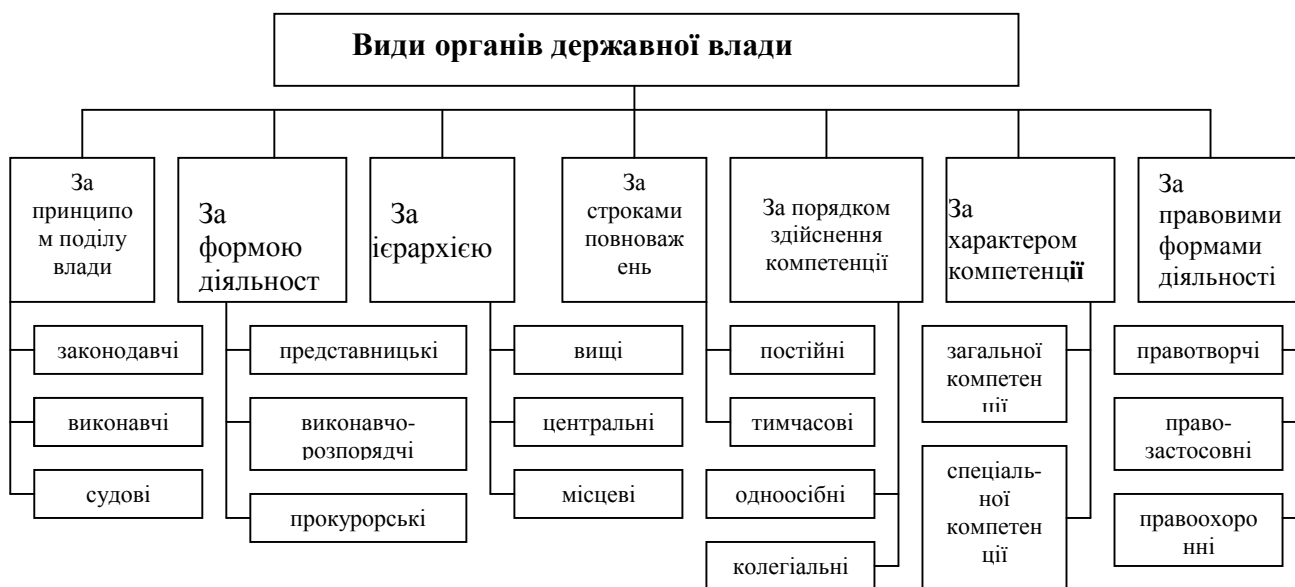 Види органів державної влади
За
принципо
м поділу
влади
За
формою
діяльност
За
ієрархією
За
строками
повноваж
ень
За порядком
здійснення
компетенції
За
характером
компетенції
За
правовими
формами
діяльності
законодавчі
виконавчі
судові
представницькі
виконавчо-
розпорядчі
прокурорські
вищі
центральні
місцеві
постійні
тимчасові
одноосібні
колегіальні
загальної
компетен
ції
спеціаль-
ної
компетен
ції
правотворчі
право-
застосовні
правоохоро
нні